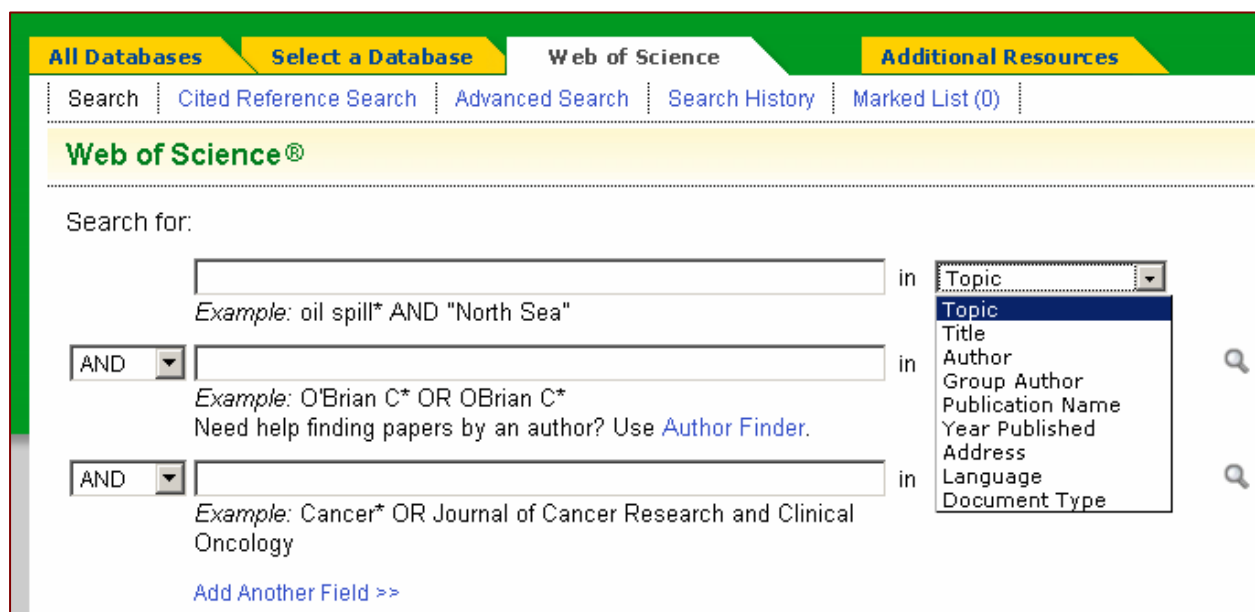 All Databases Select a Database Web of Science Additional Resources
Search Cited Reference Search Advanced Search Search History Marked List (0)
Web of Science®
Search for:
in Topic
Example: oil spill* AND "North Sea"
Topic
Title
Author
Group Author
Publication Name
Year Published
Address
Language
Document Type
AND in
Example: O'Brian C* OR OBrian C*
Need help finding papers by an author? Use Author Finder.
AND in
Example: Cancer* OR Journal of Cancer Research and Clinical
Oncology
Add Another Field >>